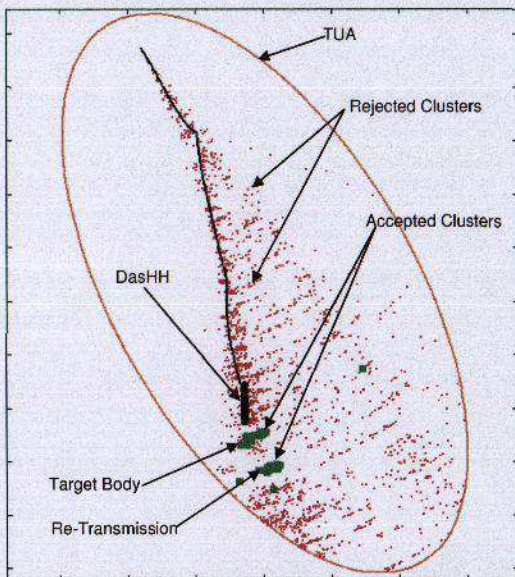 TUA
Rejected Clusters
Accepted Clusters
DasHH
Target Body
Re-Transmission